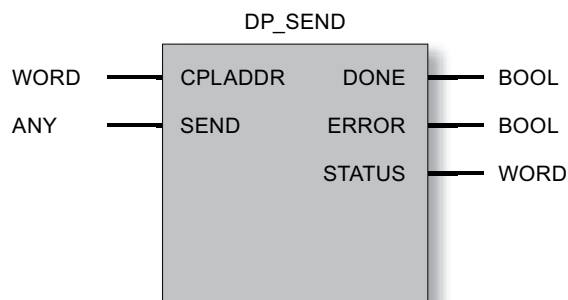 DP_SEND
WORD CPLADDR DONE BOOL
ANY SEND ERROR BOOL
STATUS WORD